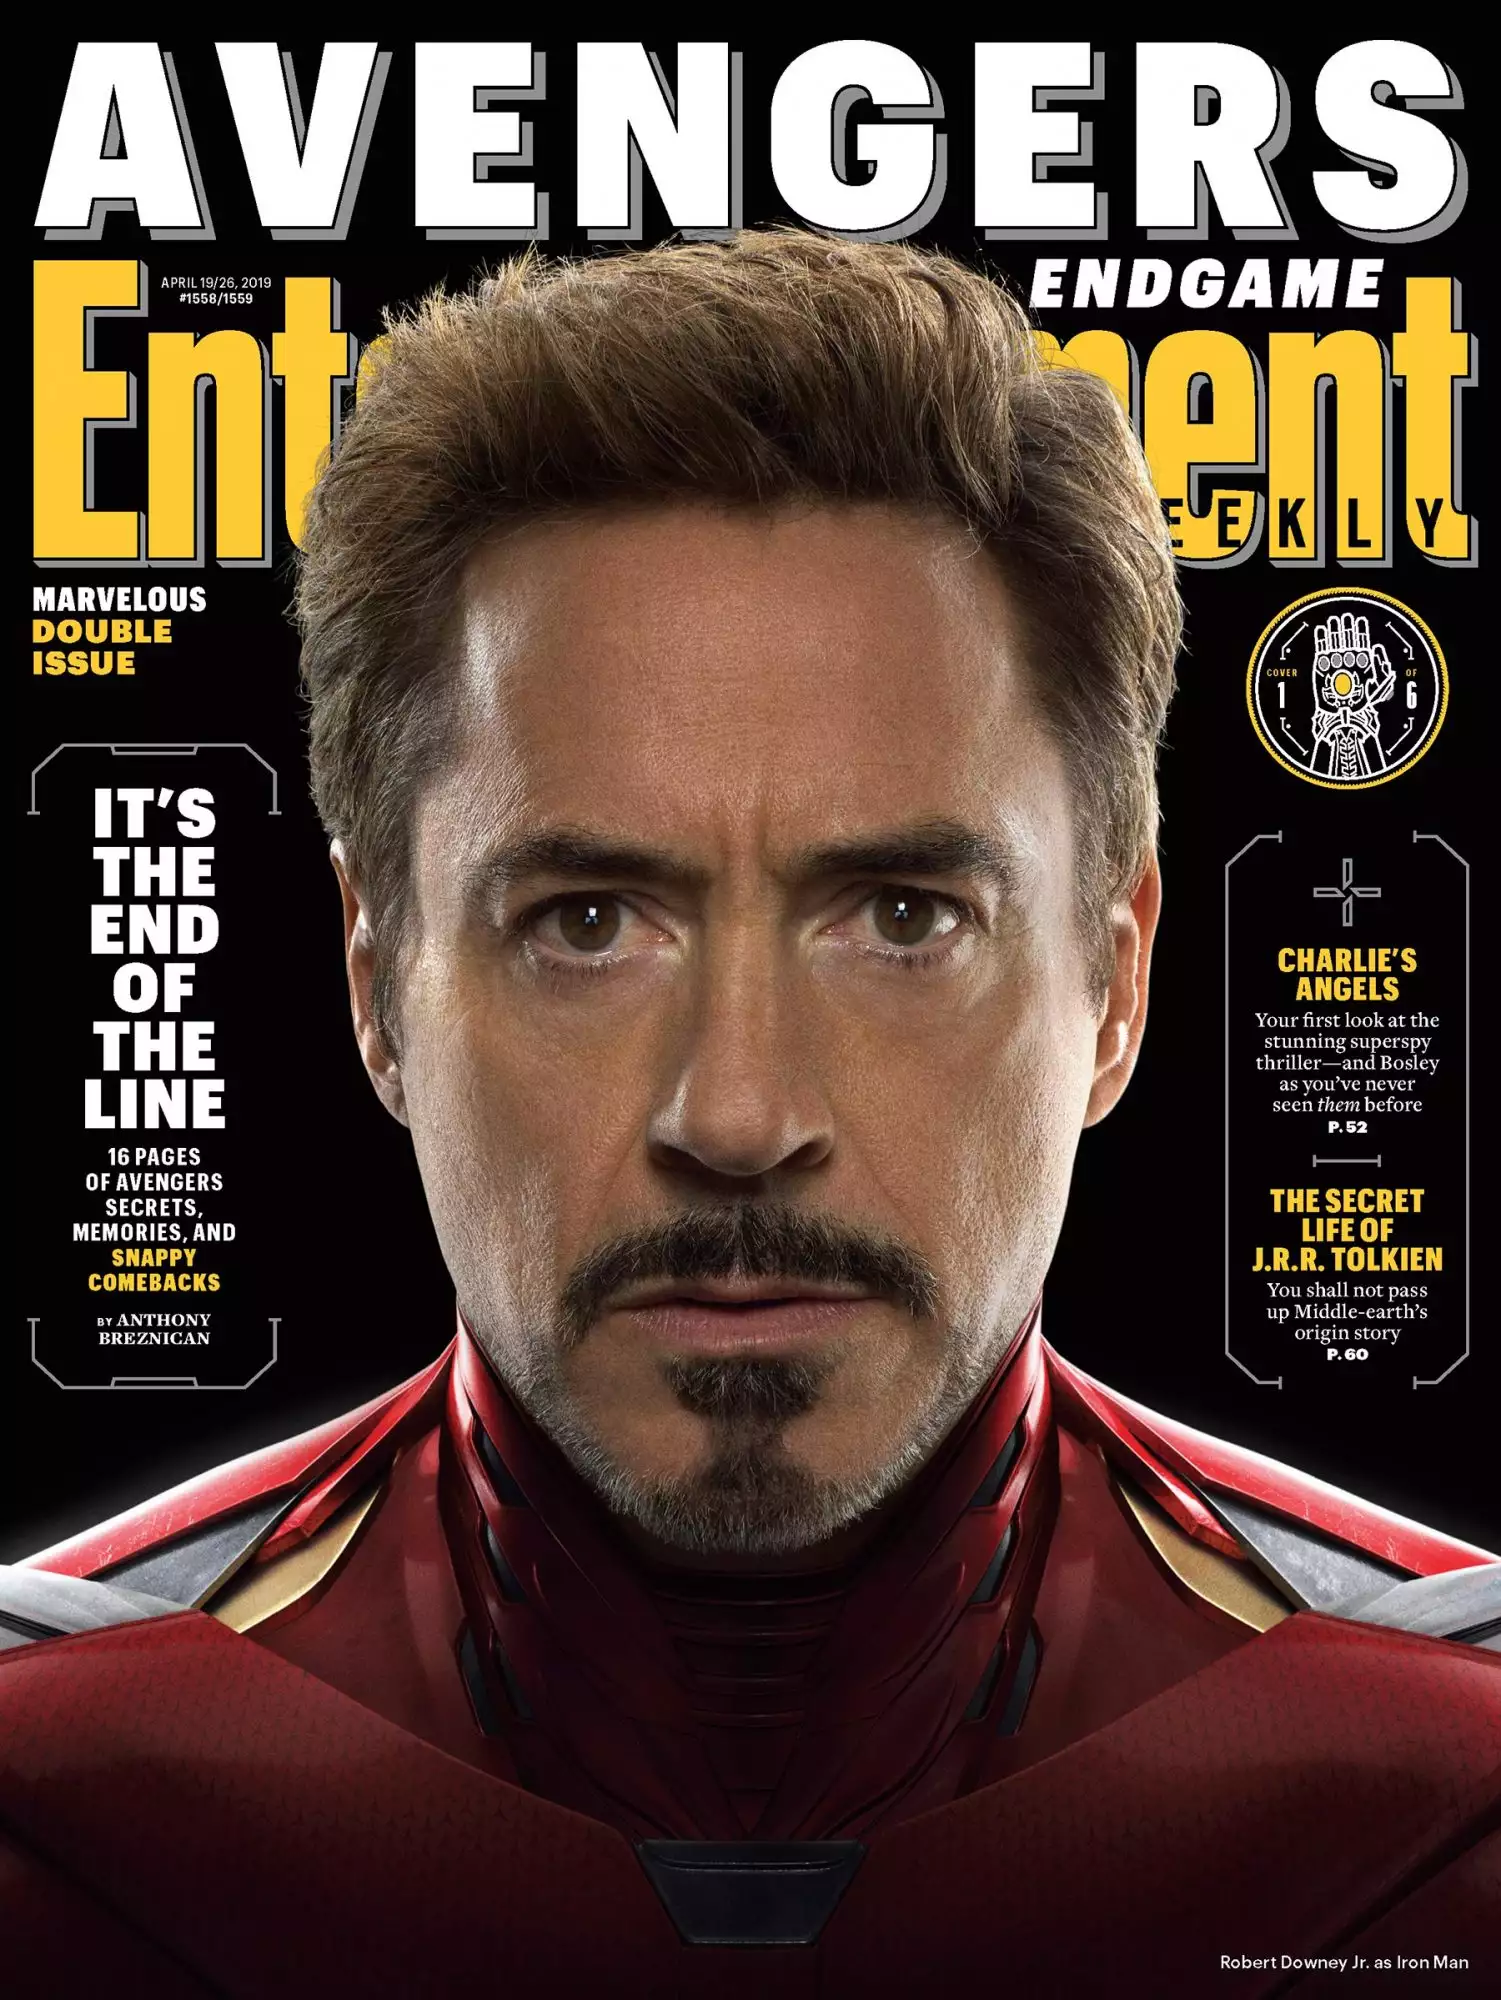 AVENGERS
ENDGAME
APRIL 19/26, 2019
#1558/1559
Ent ment
EEKLY
MARVELOUS
DOUBLE
ISSUE
COVER
1
OF
6
IT'S
THE
END
OF
THE
LINE
16 PAGES
OF AVENGERS
SECRETS,
MEMORIES, AND
SNAPPY
COMEBACKS
BY ANTHONY
BREZNICAN
CHARLIE'S
ANGELS
Your first look at the
stunning superspy
thriller—and Bosley
as you've never
seen them before
P. 52
THE SECRET
LIFE OF
J.R.R. TOLKIEN
You shall not pass
up Middle-earth's
origin story
P. 60
Robert Downey Jr. as Iron Man